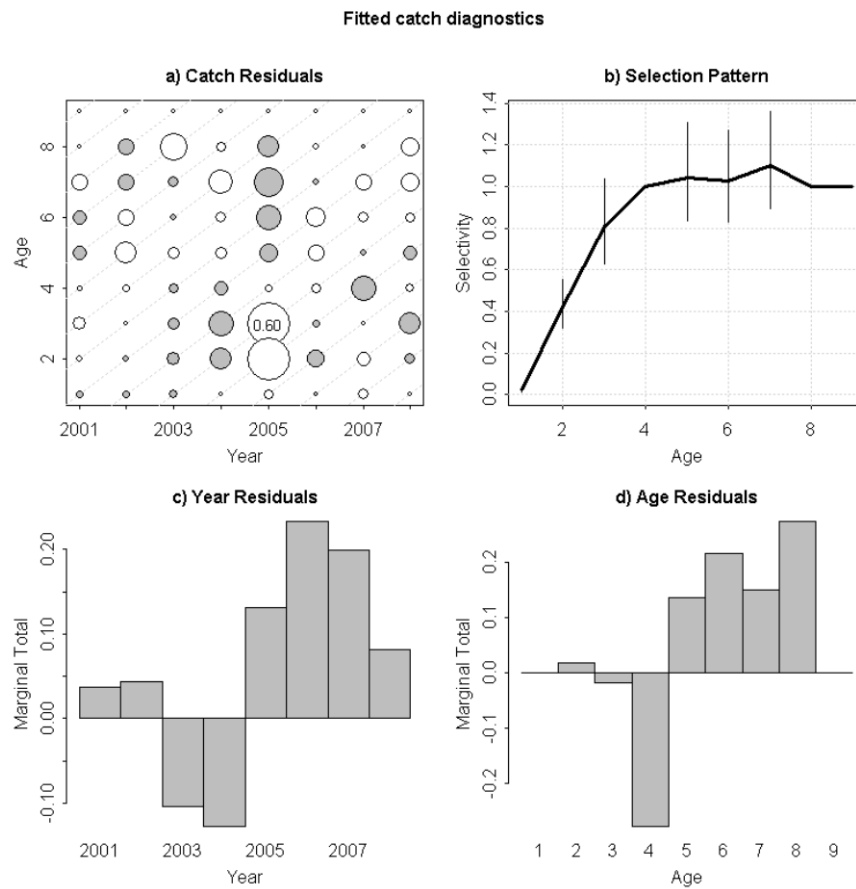 Fitted catch diagnostics
a) Catch Residuals
8
6
4
2
Age
0.60
2001 2003 2005 2007
Year
b) Selection Pattern
1.4
1.2
1.0
0.8
0.6
0.4
0.2
0.0
Selectivity
2 4 6 8
Age
c) Year Residuals
0.20
0.10
0.00
-0.10
Marginal Total
2001 2003 2005 2007
Year
d) Age Residuals
0.2
0.1
0.0
-0.1
-0.2
Marginal Total
1 2 3 4 5 6 7 8 9
Age